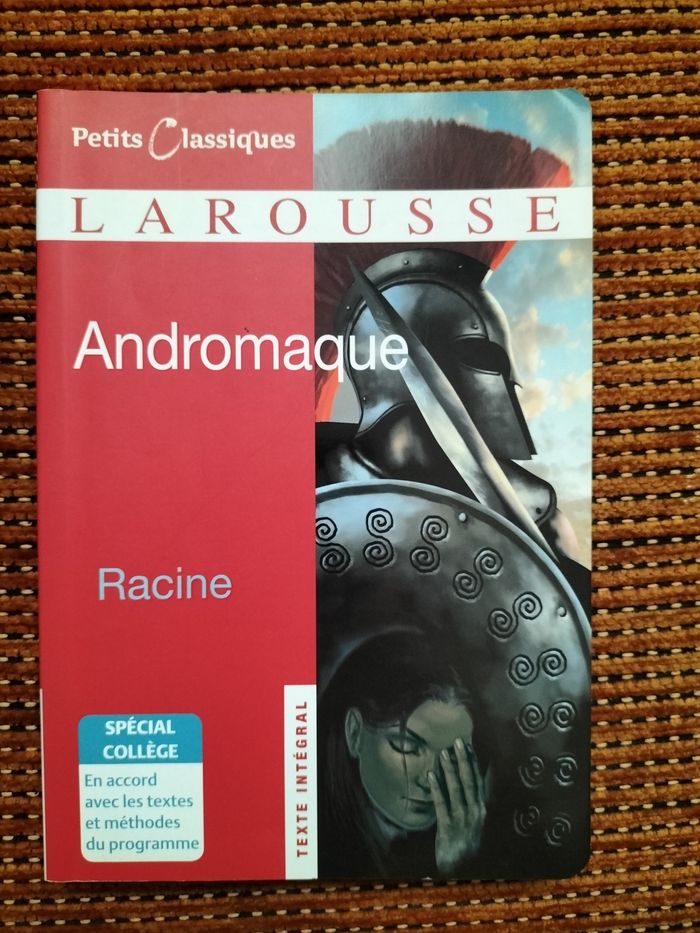 Petits Classiques
LAROUSSE
Andromaque
Racine
SPÉCIAL
COLLÈGE
En accord
avec les textes
et méthodes
du programme
TEXTE INTÉGRAL